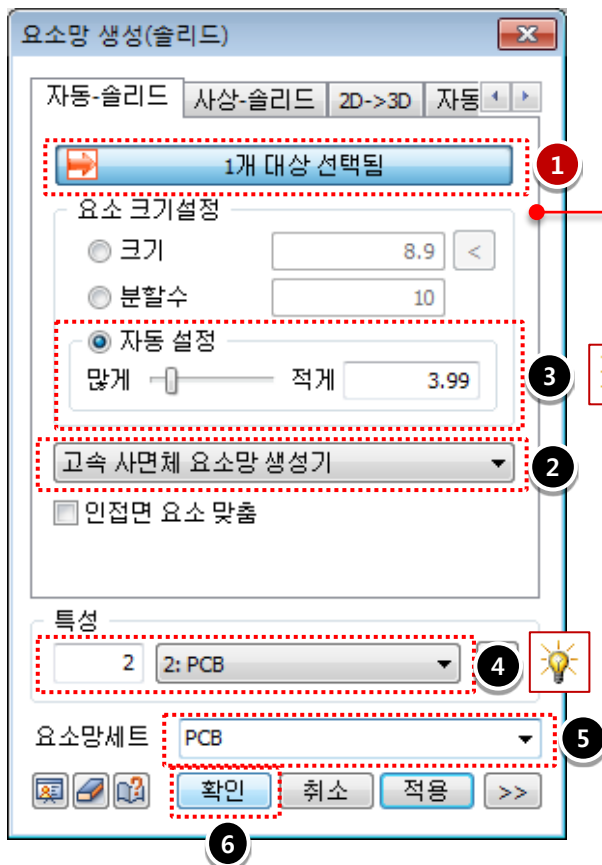 요소망 생성(솔리드)
자동-솔리드 사상-솔리드 2D->3D 자동
1개 대상 선택됨 1
요소 크기설정
크기 8.9 <
분할수 10
자동 설정
많게 적게 3.99 3
고속 사면체 요소망 생성기 2
인접면 요소 맞춤
특성
2 2: PCB 4
요소망세트 PCB 5
확인 취소 적용 >>
6